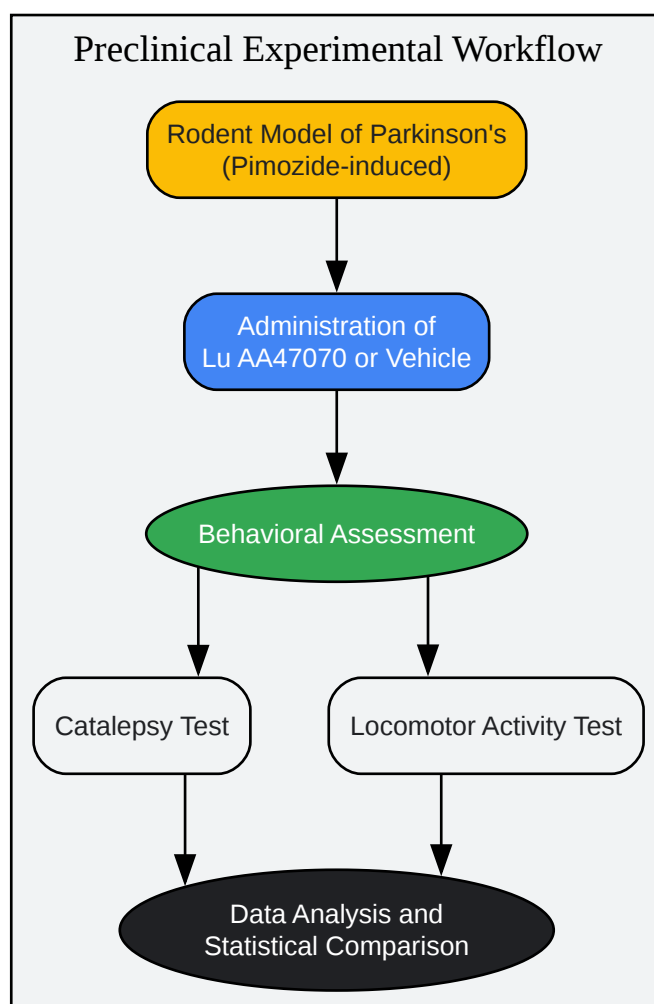 Preclinical Experimental Workflow
Rodent Model of Parkinson's
(Pimozide-induced)
Administration of
Lu AA47070 or Vehicle
Behavioral Assessment
Catalepsy Test
Locomotor Activity Test
Data Analysis and
Statistical Comparison